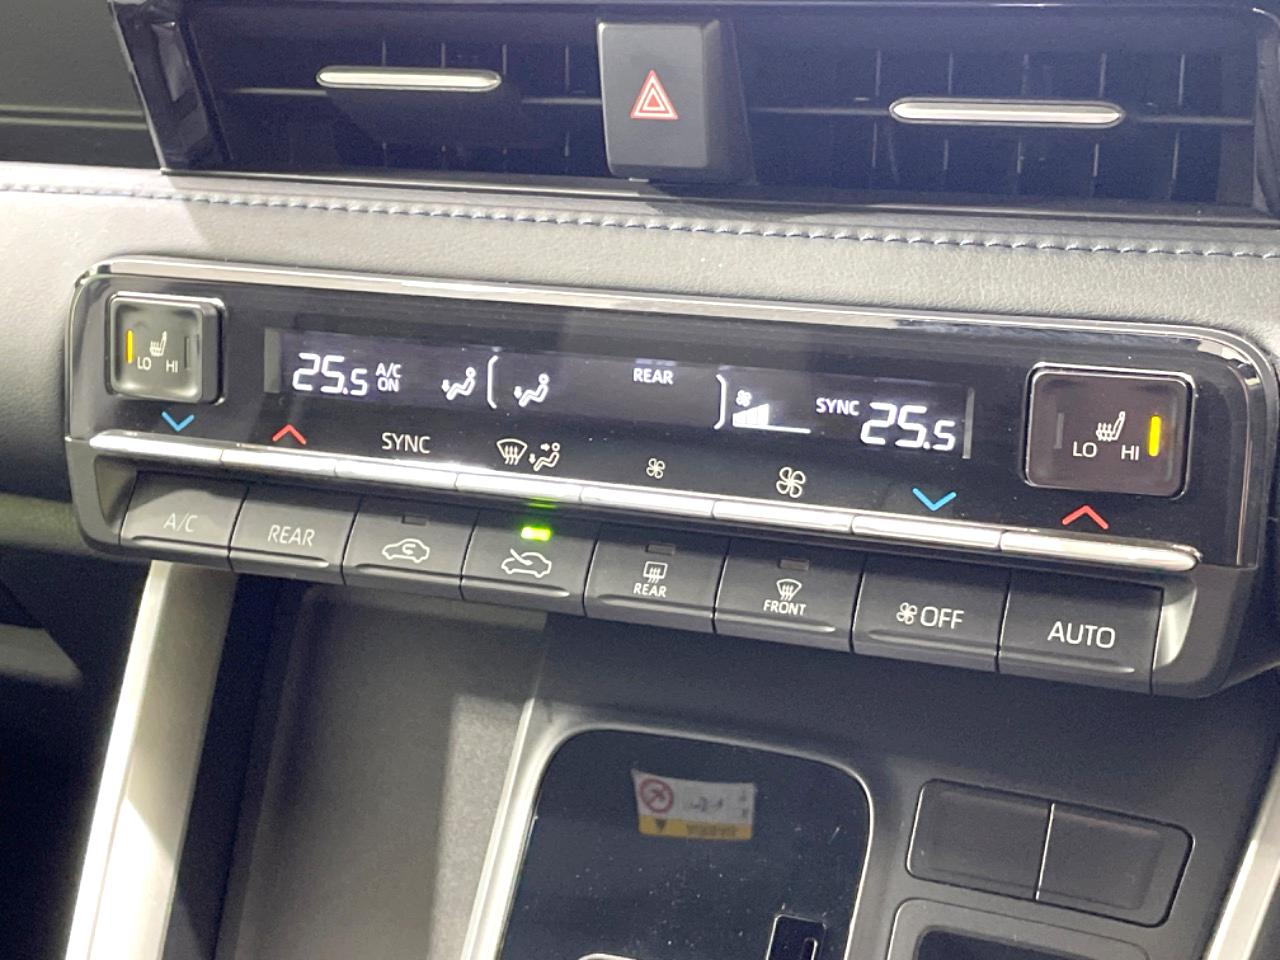 LO HI
25.5 A/C ON
REAR
SYNC 25.5
LO HI
SYNC
A/C
REAR
REAR
FRONT
OFF
AUTO